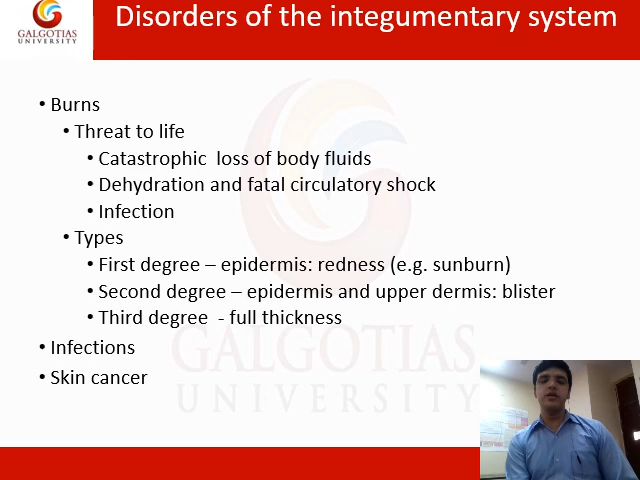 Disorders of the integumentary system
GALGOTIAS
UNIVERSITY
• Burns
• Threat to life
• Catastrophic loss of body fluids
• Dehydration and fatal circulatory shock
• Infection
• Types
• First degree – epidermis: redness (e.g. sunburn)
• Second degree – epidermis and upper dermis: blister
• Third degree - full thickness
• Infections
• Skin cancer
GALGOTIAS
UNIVERSITY